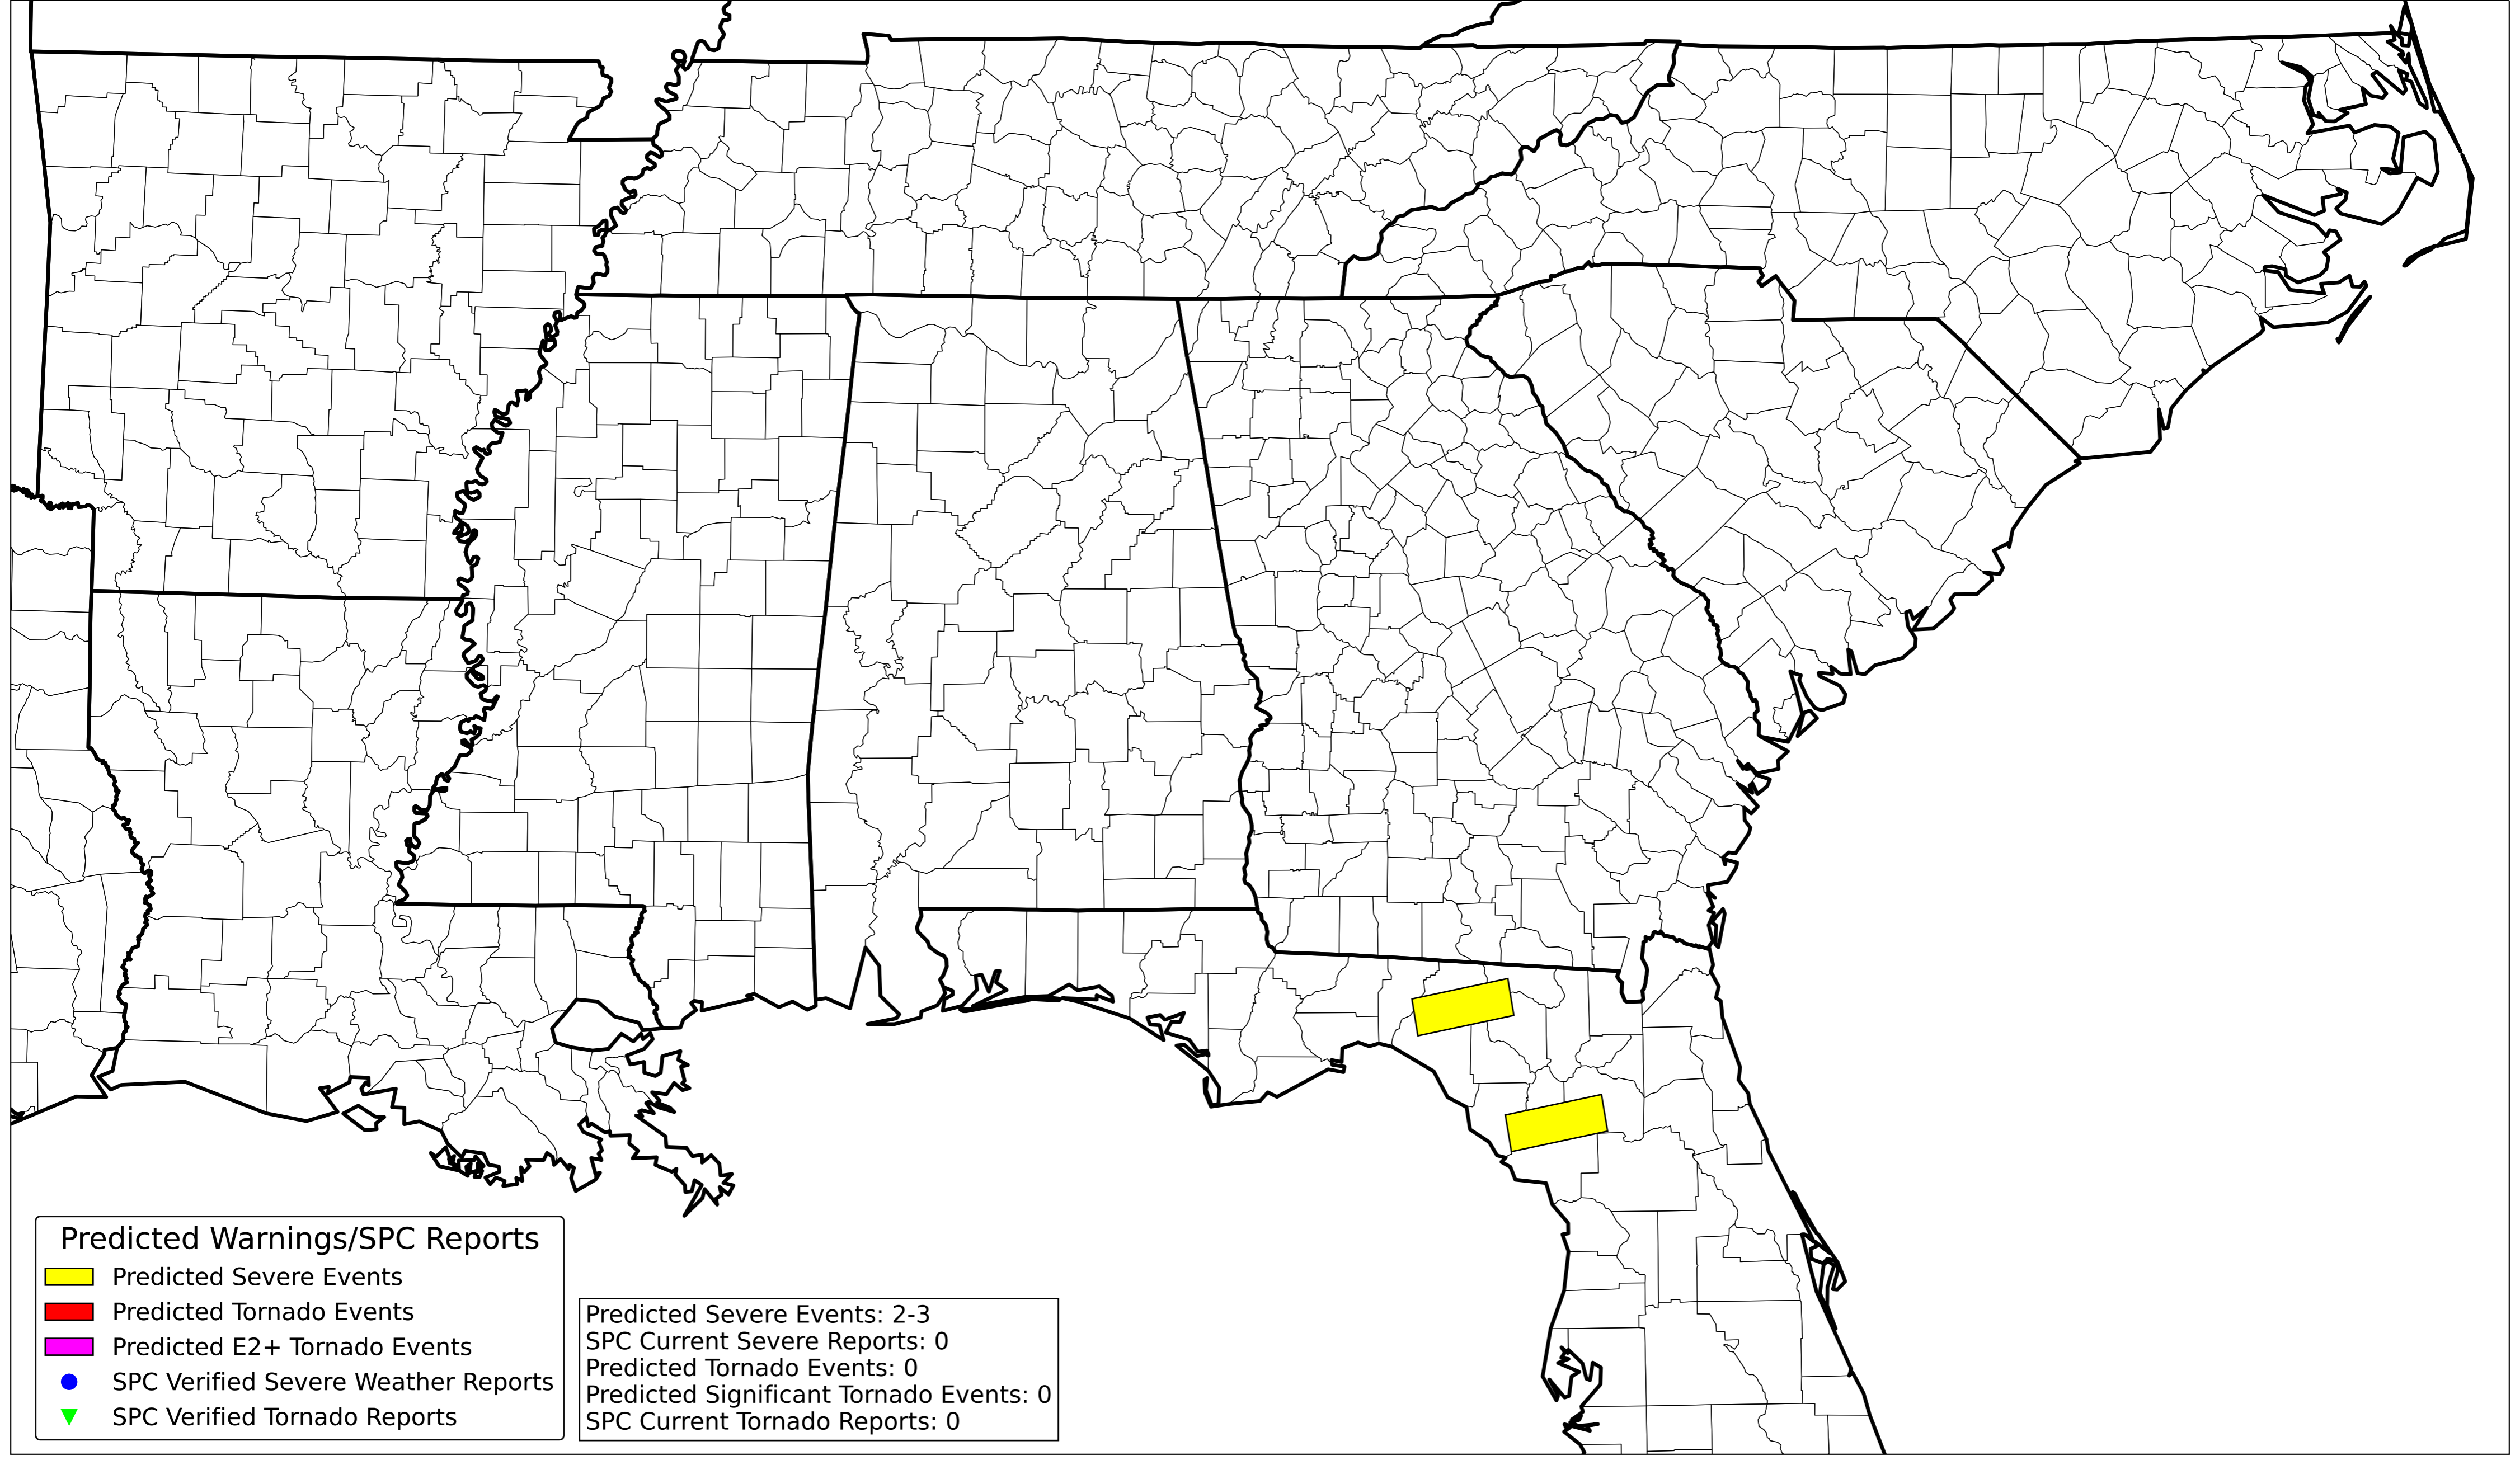 Predicted Warnings/SPC Reports
Predicted Severe Events
Predicted Tornado Events
Predicted E2+ Tornado Events
SPC Verified Severe Weather Reports
SPC Verified Tornado Reports
Predicted Severe Events: 2-3
SPC Current Severe Reports: 0
Predicted Tornado Events: 0
Predicted Significant Tornado Events: 0
SPC Current Tornado Reports: 0